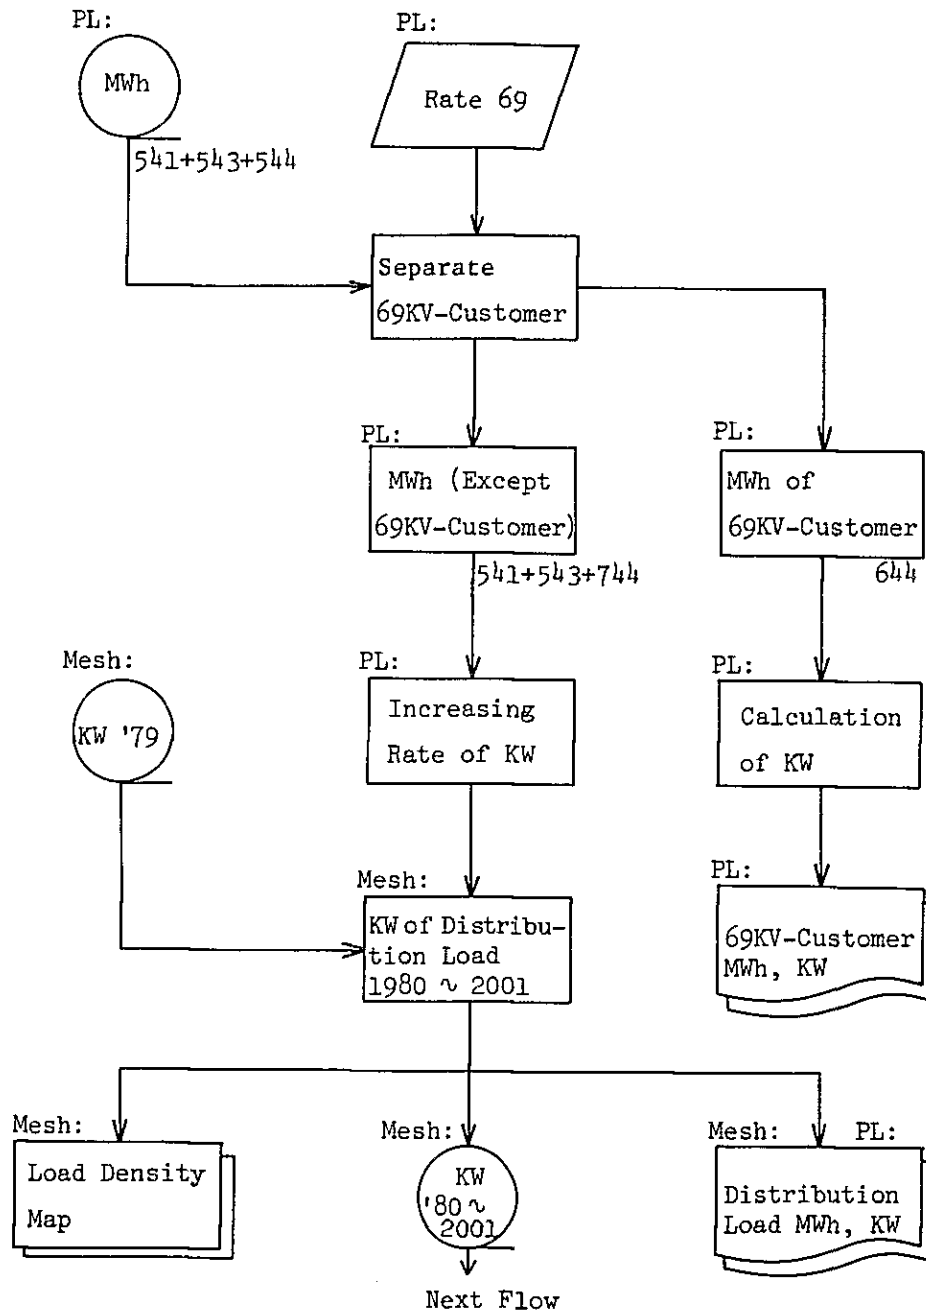 PL:
MWh
541+543+544
PL:
Rate 69
Separate
69KV-Customer
PL:
MWh (Except
69KV-Customer)
541+543+744
PL:
MWh of
69KV-Customer
644
Mesh:
KW '79
PL:
Increasing
Rate of KW
PL:
Calculation
of KW
Mesh:
KW of Distribu-
tion Load
1980 ~ 2001
PL:
69KV-Customer
MWh, KW
Mesh:
Load Density
Map
Mesh:
KW
'80 ~
2001
Next Flow
Mesh: PL:
Distribution
Load MWh, KW